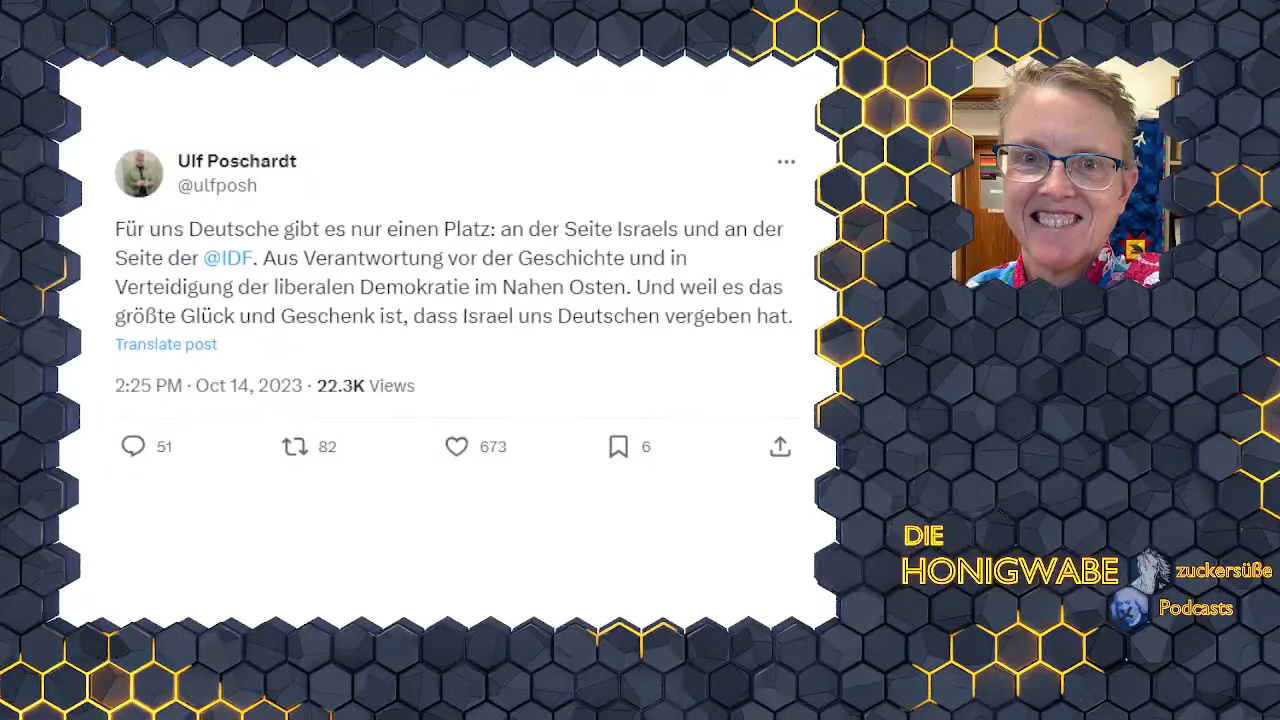 Ulf Poschardt
@ulfposh
Für uns Deutsche gibt es nur einen Platz: an der Seite Israels und an der
Seite der @IDF. Aus Verantwortung vor der Geschichte und in
Verteidigung der liberalen Demokratie im Nahen Osten. Und weil es das
größte Glück und Geschenk ist, dass Israel uns Deutschen vergeben hat.
Translate post
2:25 PM · Oct 14, 2023 · 22.3K Views
51 82 673 6
DIE
HONIGWABE
zuckersüße
Podcasts